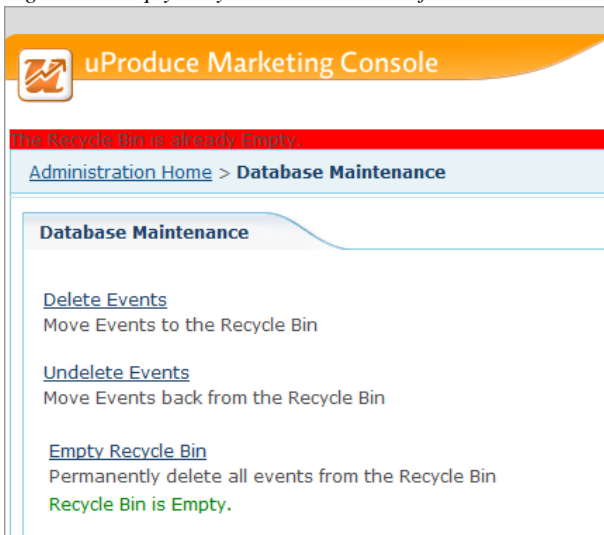 uProduce Marketing Console
The Recycle Bin is already Empty.
Administration Home > Database Maintenance
Database Maintenance
Delete Events
Move Events to the Recycle Bin
Undelete Events
Move Events back from the Recycle Bin
Empty Recycle Bin
Permanently delete all events from the Recycle Bin
Recycle Bin is Empty.